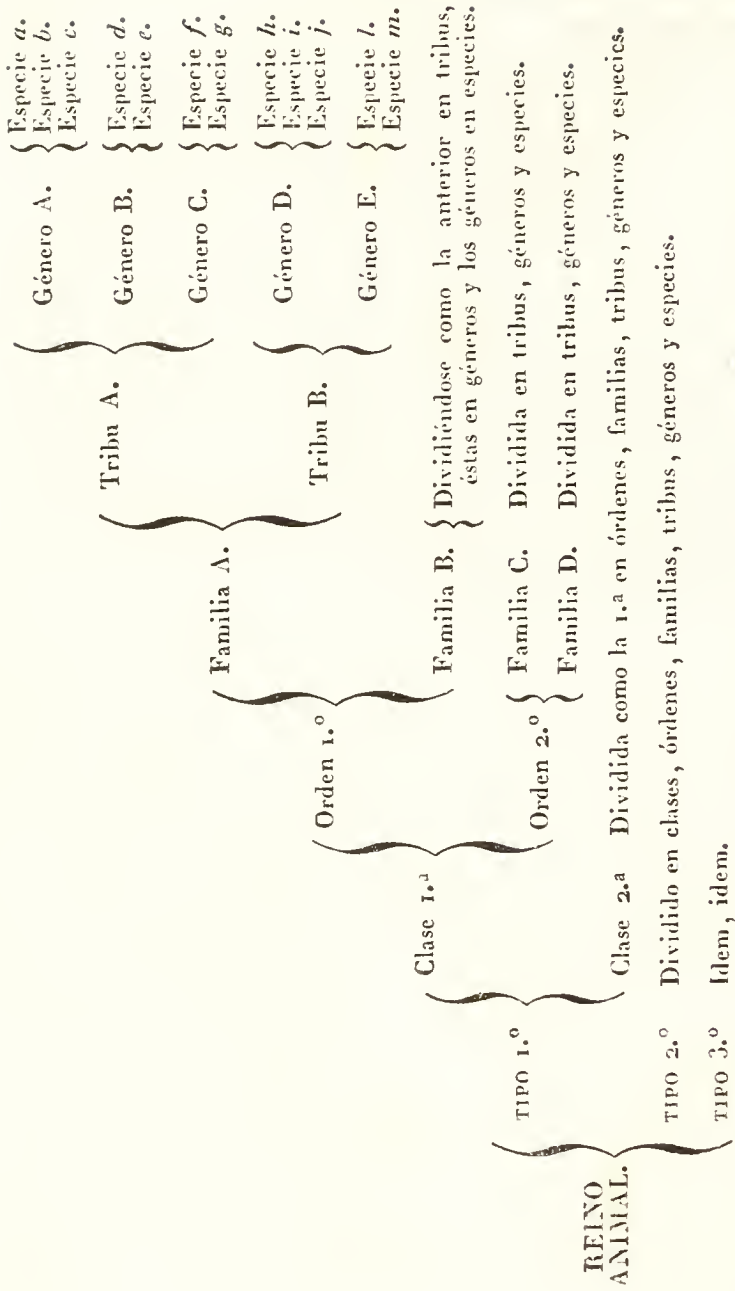 REINO
ANIMAL.
TIPO 1.º
Clase 1.ª
Orden 1.º
Familia A.
Tribu A.
Género A.
Especie a.
Especie b.
Especie c.
Género B.
Especie d.
Especie e.
Género C.
Especie f.
Especie g.
Tribu B.
Género D.
Especie h.
Especie i.
Especie j.
Género E.
Especie l.
Especie m.
Familia B. Dividiéndose como la anterior en tribus,
éstas en géneros y los géneros en especies.
Orden 2.º
Familia C. Dividida en tribus, géneros y especies.
Familia D. Dividida en tribus, géneros y especies.
Clase 2.ª Dividida como la 1.ª en órdenes, familias, tribus, géneros y especies.
TIPO 2.º Dividido en clases, órdenes, familias, tribus, géneros y especies.
TIPO 3.º Idem, idem.